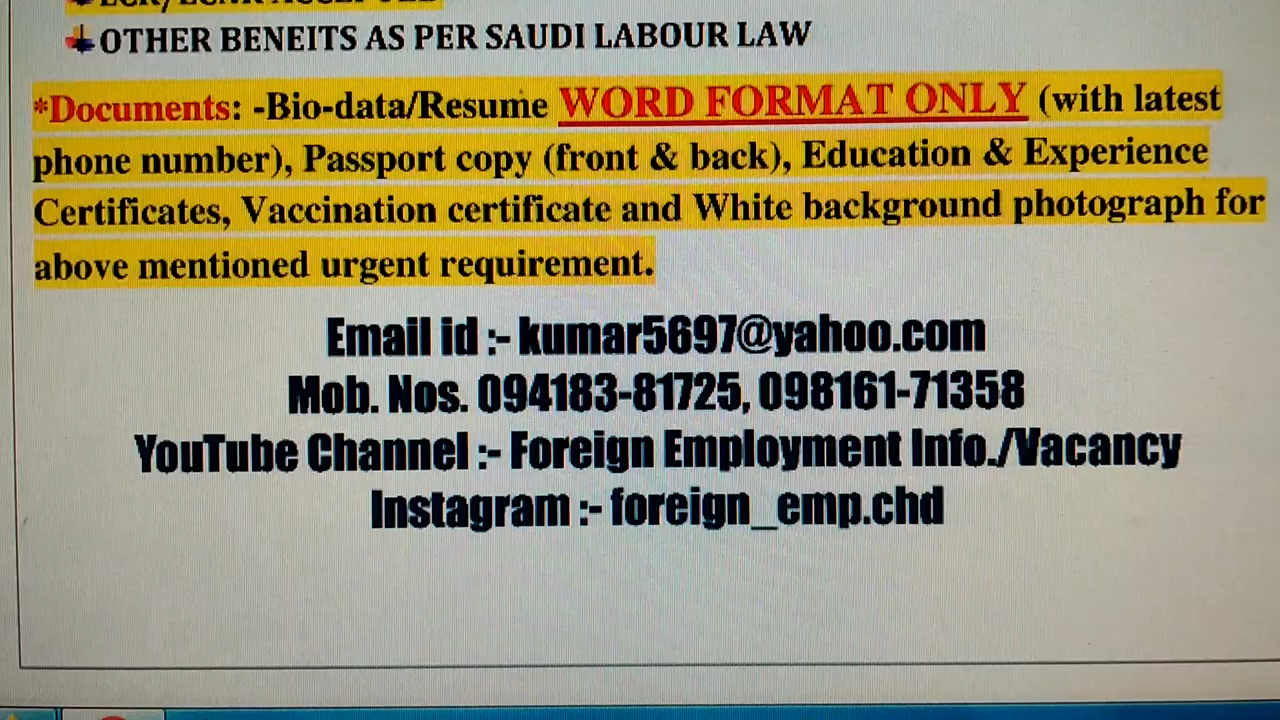 OTHER BENEITS AS PER SAUDI LABOUR LAW
*Documents: -Bio-data/Resume WORD FORMAT ONLY (with latest
phone number), Passport copy (front & back), Education & Experience
Certificates, Vaccination certificate and White background photograph for
above mentioned urgent requirement.
Email id :- kumar5697@yahoo.com
Mob. Nos. 094183-81725, 098161-71358
YouTube Channel :- Foreign Employment Info./Vacancy
Instagram :- foreign_emp.chd